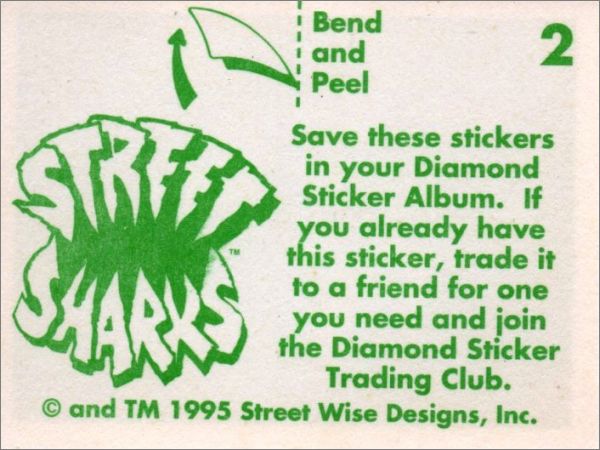 Bend
and
Peel
2
STREET
SHARKS
™
Save these stickers
in your Diamond
Sticker Album. If
you already have
this sticker, trade it
to a friend for one
you need and join
the Diamond Sticker
Trading Club.
© and TM 1995 Street Wise Designs, Inc.